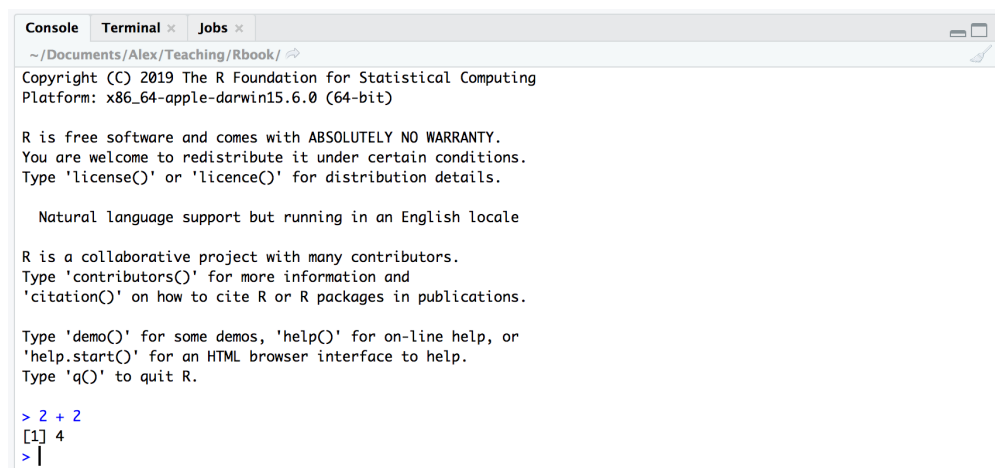 Console Terminal Jobs
~/Documents/Alex/Teaching/Rbook/
Copyright (C) 2019 The R Foundation for Statistical Computing
Platform: x86_64-apple-darwin15.6.0 (64-bit)

R is free software and comes with ABSOLUTELY NO WARRANTY.
You are welcome to redistribute it under certain conditions.
Type 'license()' or 'licence()' for distribution details.

  Natural language support but running in an English locale

R is a collaborative project with many contributors.
Type 'contributors()' for more information and
'citation()' on how to cite R or R packages in publications.

Type 'demo()' for some demos, 'help()' for on-line help, or
'help.start()' for an HTML browser interface to help.
Type 'q()' to quit R.

> 2 + 2
[1] 4
>